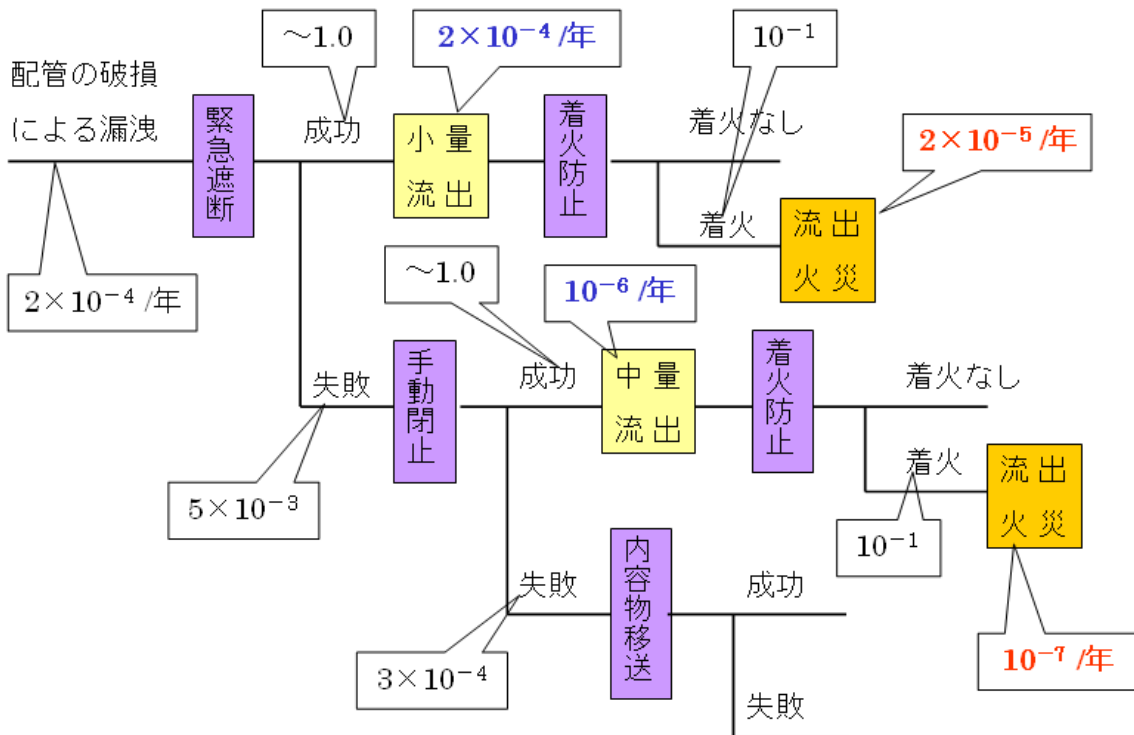 ～1.0
2×10⁻⁴/年
10⁻¹
配管の破損
による漏洩
緊急遮断
成功
小量
流出
着火防止
着火なし
2×10⁻⁵/年
着火
流出
火災
2×10⁻⁴/年
～1.0
10⁻⁶/年
失敗
手動閉止
成功
中量
流出
着火防止
着火なし
5×10⁻³
着火
流出
火災
10⁻¹
失敗
内容物移送
成功
3×10⁻⁴
10⁻⁷/年
失敗